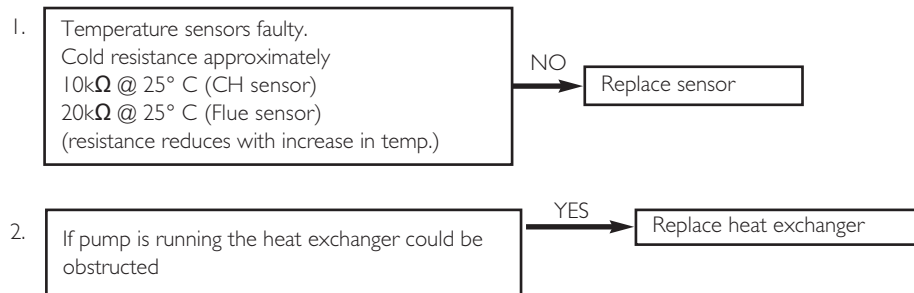 1.
Temperature sensors faulty.
Cold resistance approximately
10kΩ @ 25° C (CH sensor)
20kΩ @ 25° C (Flue sensor)
(resistance reduces with increase in temp.)
NO
Replace sensor
2.
If pump is running the heat exchanger could be
obstructed
YES
Replace heat exchanger